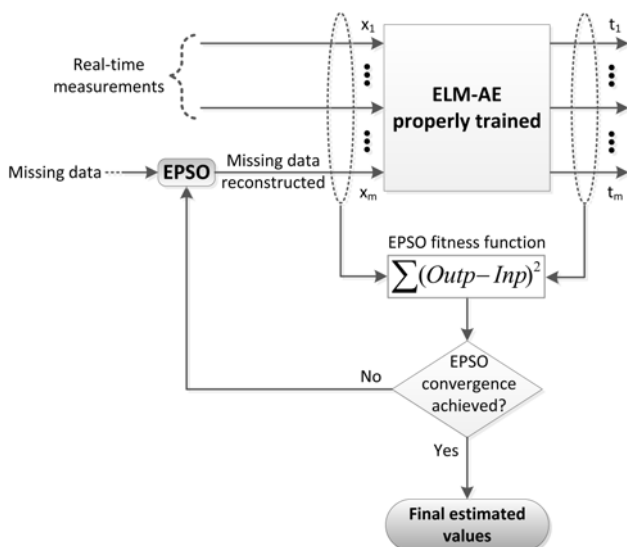 x1
t1
Real-time
measurements
ELM-AE
properly trained
Missing data
EPSO
Missing data
reconstructed
xm
tm
EPSO fitness function
∑(Outp−Inp)²
EPSO
convergence
achieved?
No
Yes
Final estimated
values